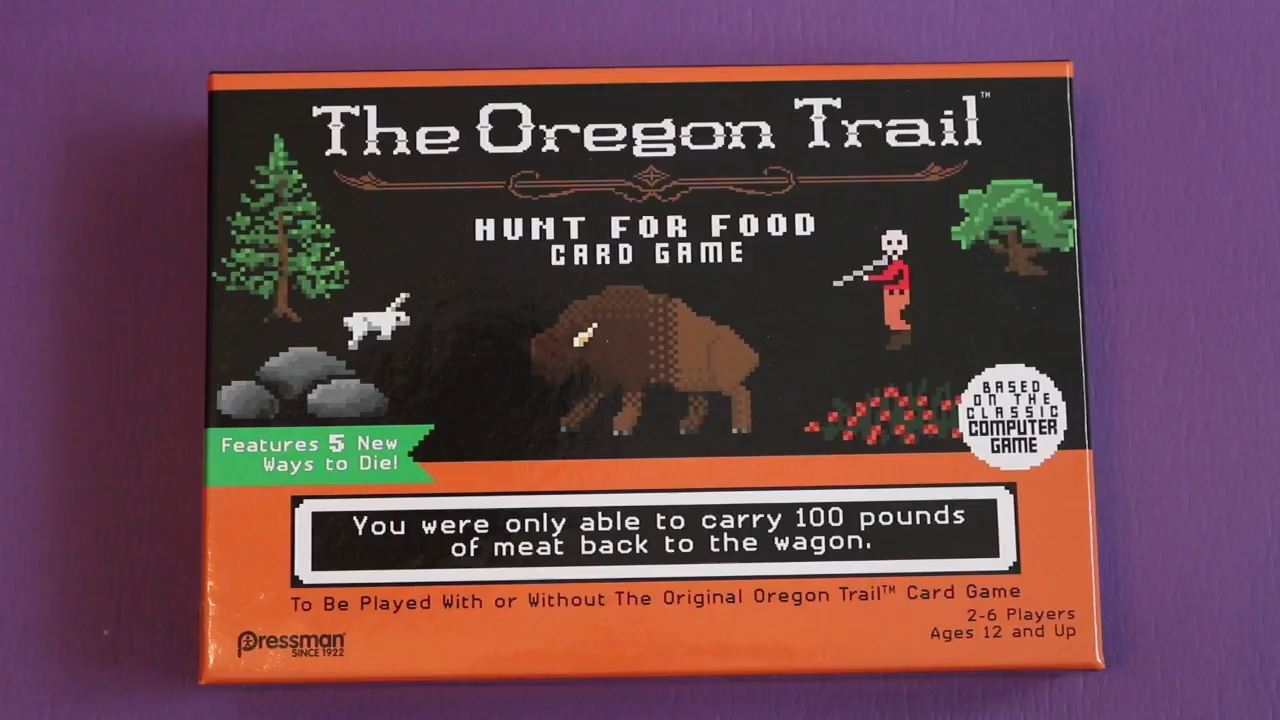 The Oregon Trail™
HUNT FOR FOOD
CARD GAME
BASED
ON THE
CLASSIC
COMPUTER
GAME
Features 5 New
Ways to Die!
You were only able to carry 100 pounds
of meat back to the wagon.
To Be Played With or Without The Original Oregon Trail™ Card Game
2-6 Players
Ages 12 and Up
Pressman
SINCE 1922